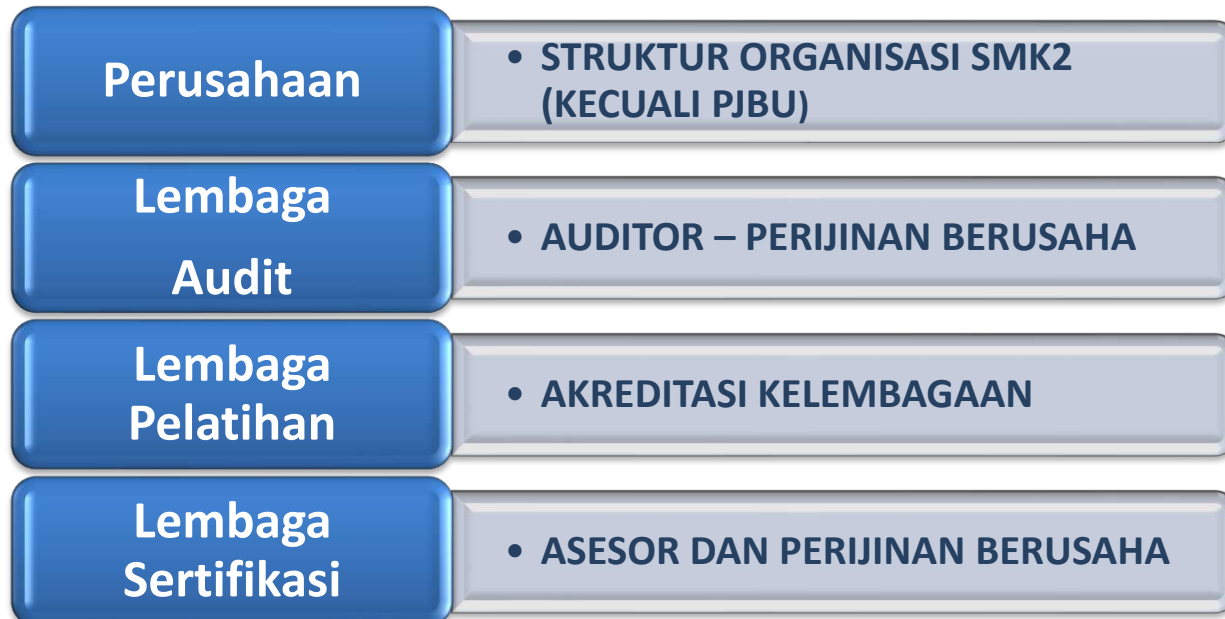 Perusahaan
• STRUKTUR ORGANISASI SMK2
(KECUALI PJBU)
Lembaga
Audit
• AUDITOR – PERIJINAN BERUSAHA
Lembaga
Pelatihan
• AKREDITASI KELEMBAGAAN
Lembaga
Sertifikasi
• ASESOR DAN PERIJINAN BERUSAHA